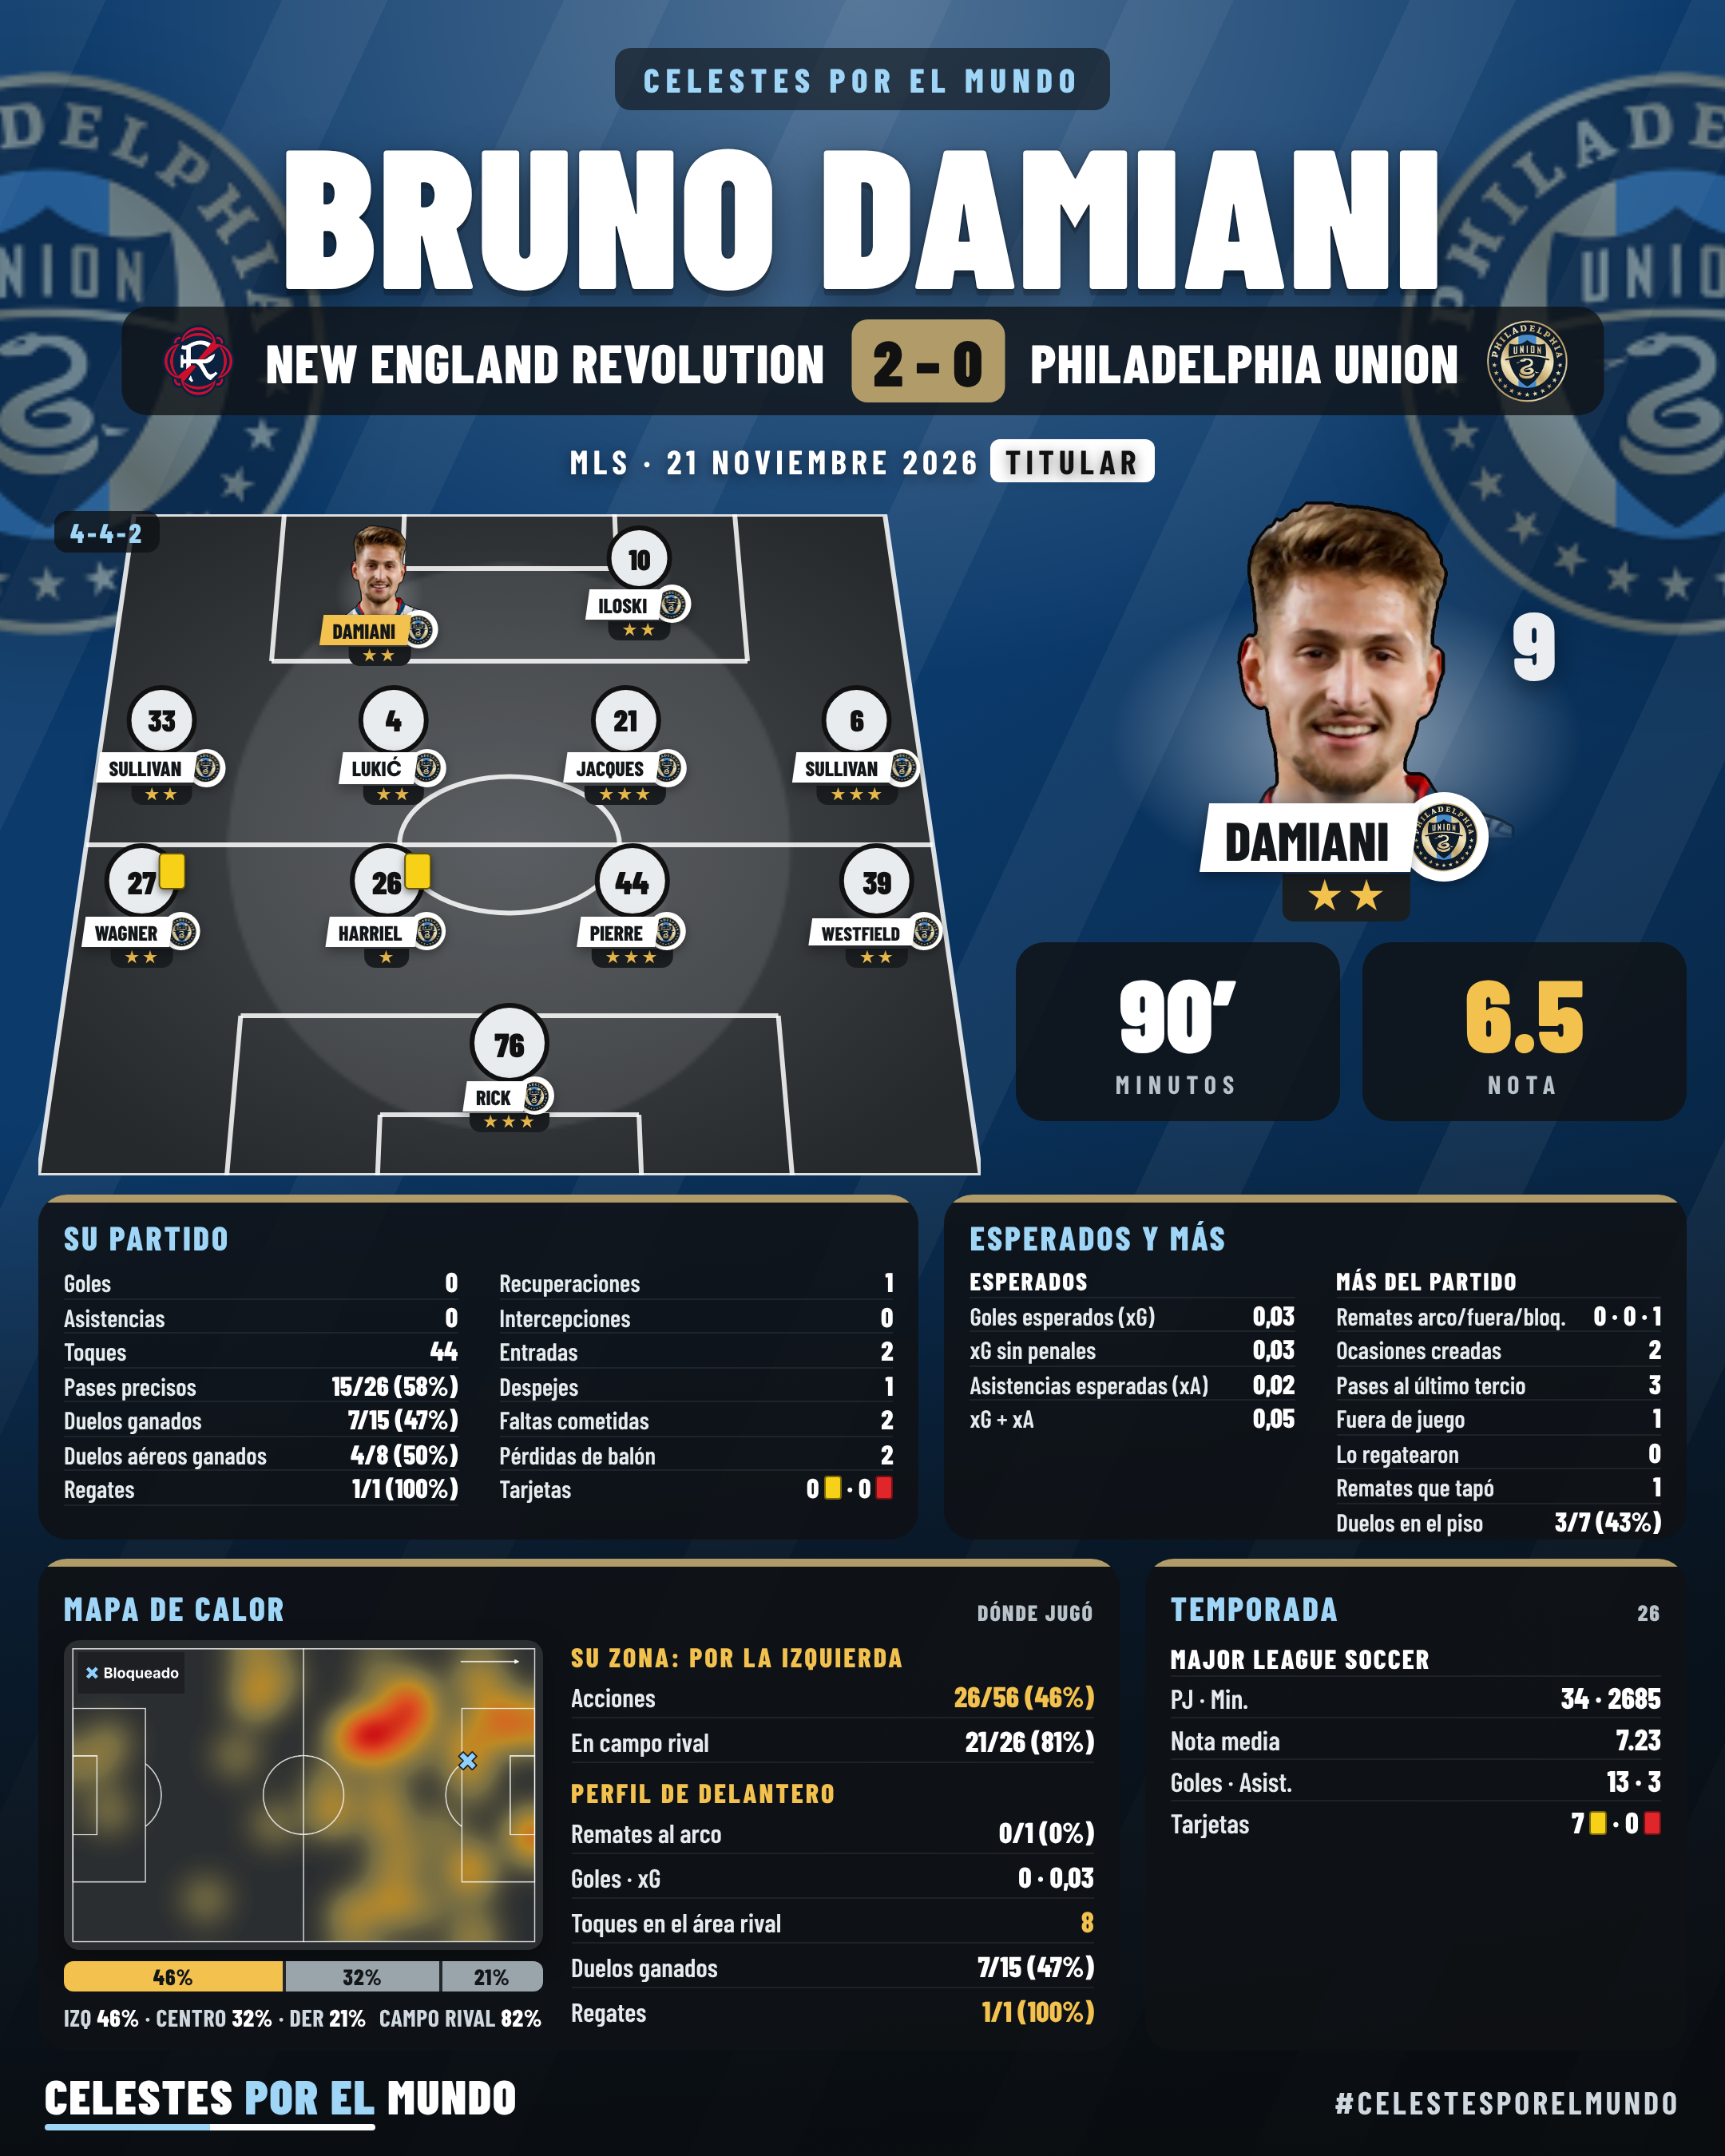 CELESTES POR EL MUNDO
BRUNO DAMIANI
NEW ENGLAND REVOLUTION 2 - 0 PHILADELPHIA UNION
MLS · 21 NOVIEMBRE 2026 TITULAR
4-4-2
DAMIANI
10
ILOSKI
33
SULLIVAN
4
LUKIĆ
21
JACQUES
6
SULLIVAN
27
WAGNER
26
HARRIEL
44
PIERRE
39
WESTFIELD
76
RICK
9
DAMIANI
90′
MINUTOS
6.5
NOTA
SU PARTIDO
Goles 0
Asistencias 0
Toques 44
Pases precisos 15/26 (58%)
Duelos ganados 7/15 (47%)
Duelos aéreos ganados 4/8 (50%)
Regates 1/1 (100%)
Recuperaciones 1
Intercepciones 0
Entradas 2
Despejes 1
Faltas cometidas 2
Pérdidas de balón 2
Tarjetas 0 · 0
ESPERADOS Y MÁS
ESPERADOS
Goles esperados (xG) 0,03
xG sin penales 0,03
Asistencias esperadas (xA) 0,02
xG + xA 0,05
MÁS DEL PARTIDO
Remates arco/fuera/bloq. 0 · 0 · 1
Ocasiones creadas 2
Pases al último tercio 3
Fuera de juego 1
Lo regatearon 0
Remates que tapó 1
Duelos en el piso 3/7 (43%)
MAPA DE CALOR
DÓNDE JUGÓ
Bloqueado
46% 32% 21%
IZQ 46% · CENTRO 32% · DER 21% CAMPO RIVAL 82%
SU ZONA: POR LA IZQUIERDA
Acciones 26/56 (46%)
En campo rival 21/26 (81%)
PERFIL DE DELANTERO
Remates al arco 0/1 (0%)
Goles · xG 0 · 0,03
Toques en el área rival 8
Duelos ganados 7/15 (47%)
Regates 1/1 (100%)
TEMPORADA 26
MAJOR LEAGUE SOCCER
PJ · Min. 34 · 2685
Nota media 7.23
Goles · Asist. 13 · 3
Tarjetas 7 · 0
CELESTES POR EL MUNDO
#CELESTESPORELMUNDO